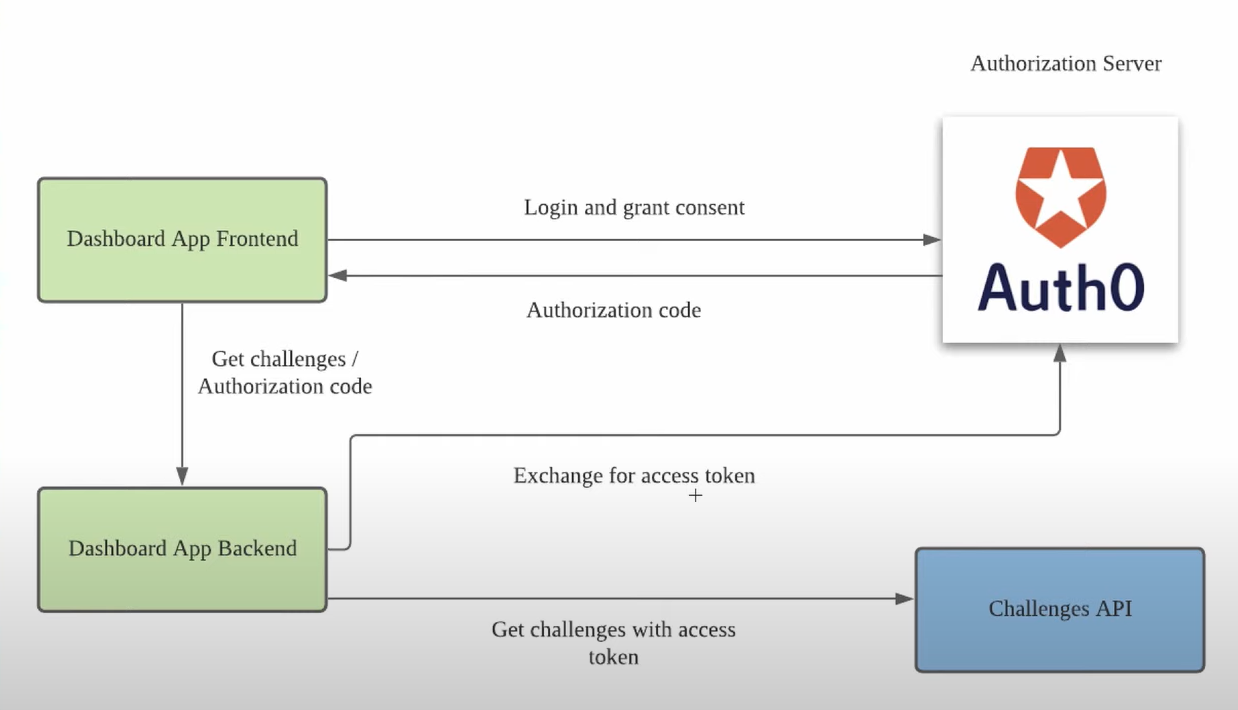 Authorization Server
Auth0
Dashboard App Frontend
Login and grant consent
Authorization code
Get challenges /
Authorization code
Exchange for access token
Dashboard App Backend
Get challenges with access
token
Challenges API